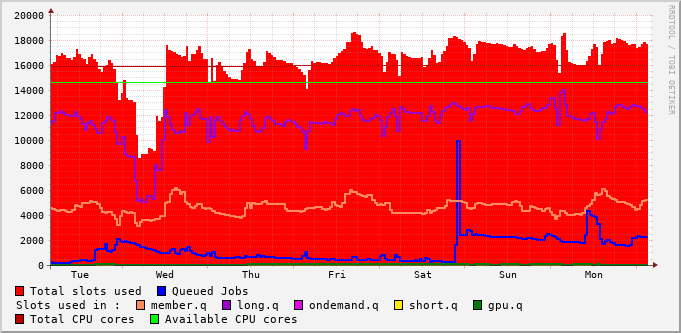 20000
18000
16000
14000
12000
10000
8000
6000
4000
2000
0
Tue Wed Thu Fri Sat Sun Mon
RRDTOOL / TOBI OETIKER
Total slots used Queued Jobs
Slots used in : member.q long.q ondemand.q short.q gpu.q
Total CPU cores Available CPU cores